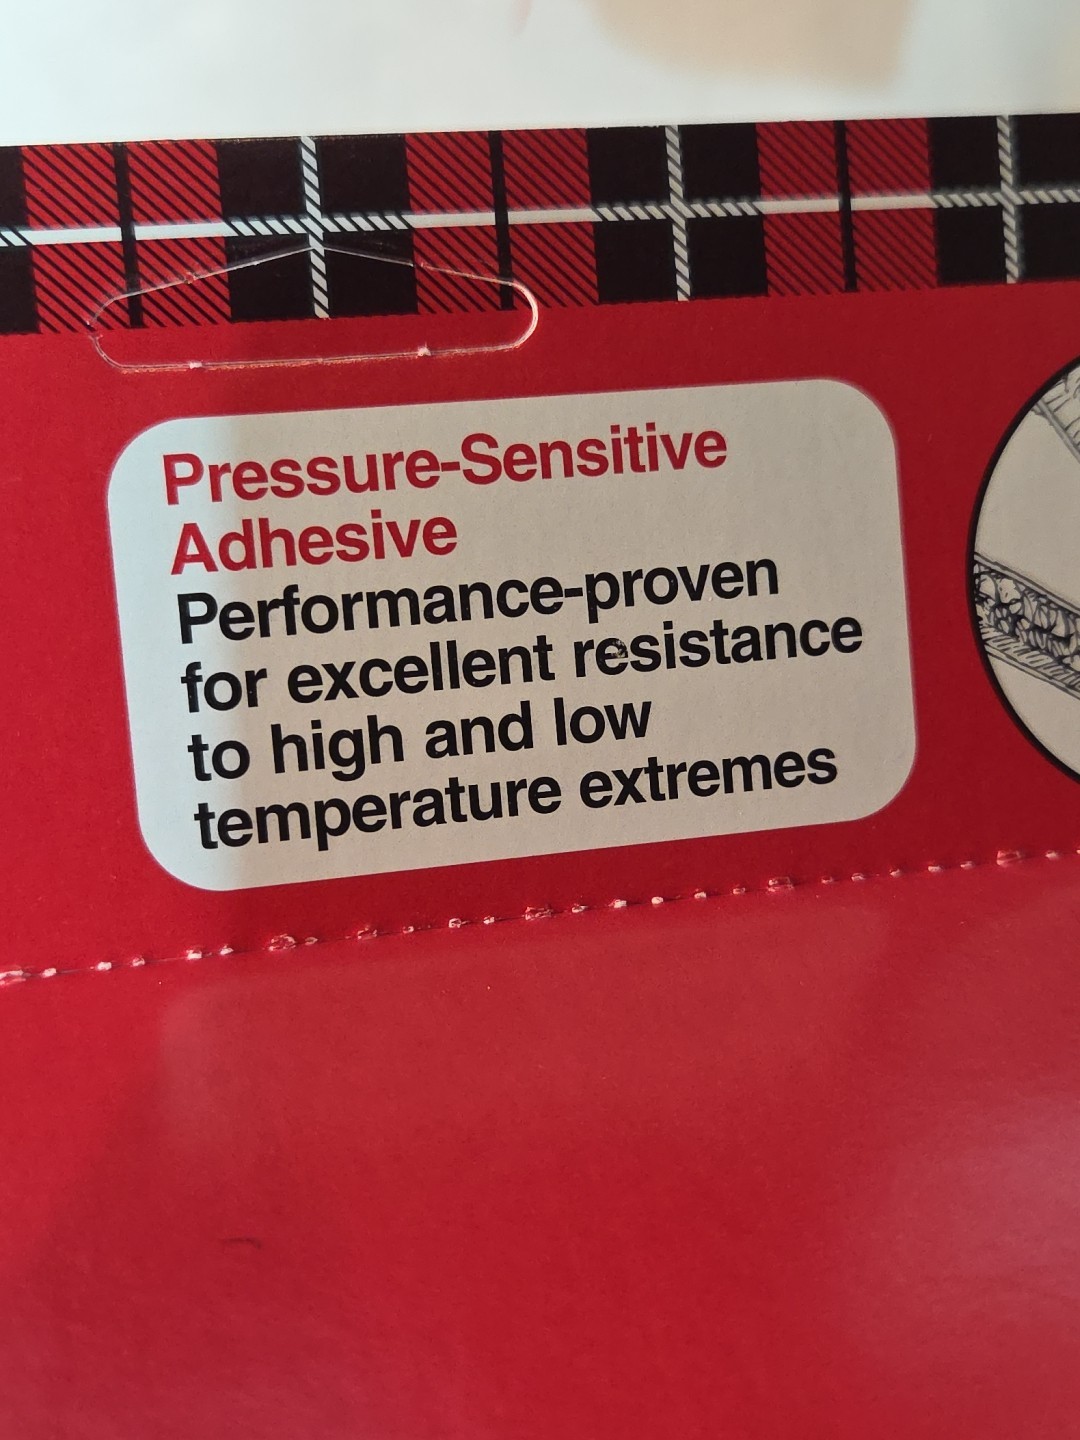 Pressure-Sensitive
Adhesive
Performance-proven
for excellent resistance
to high and low
temperature extremes